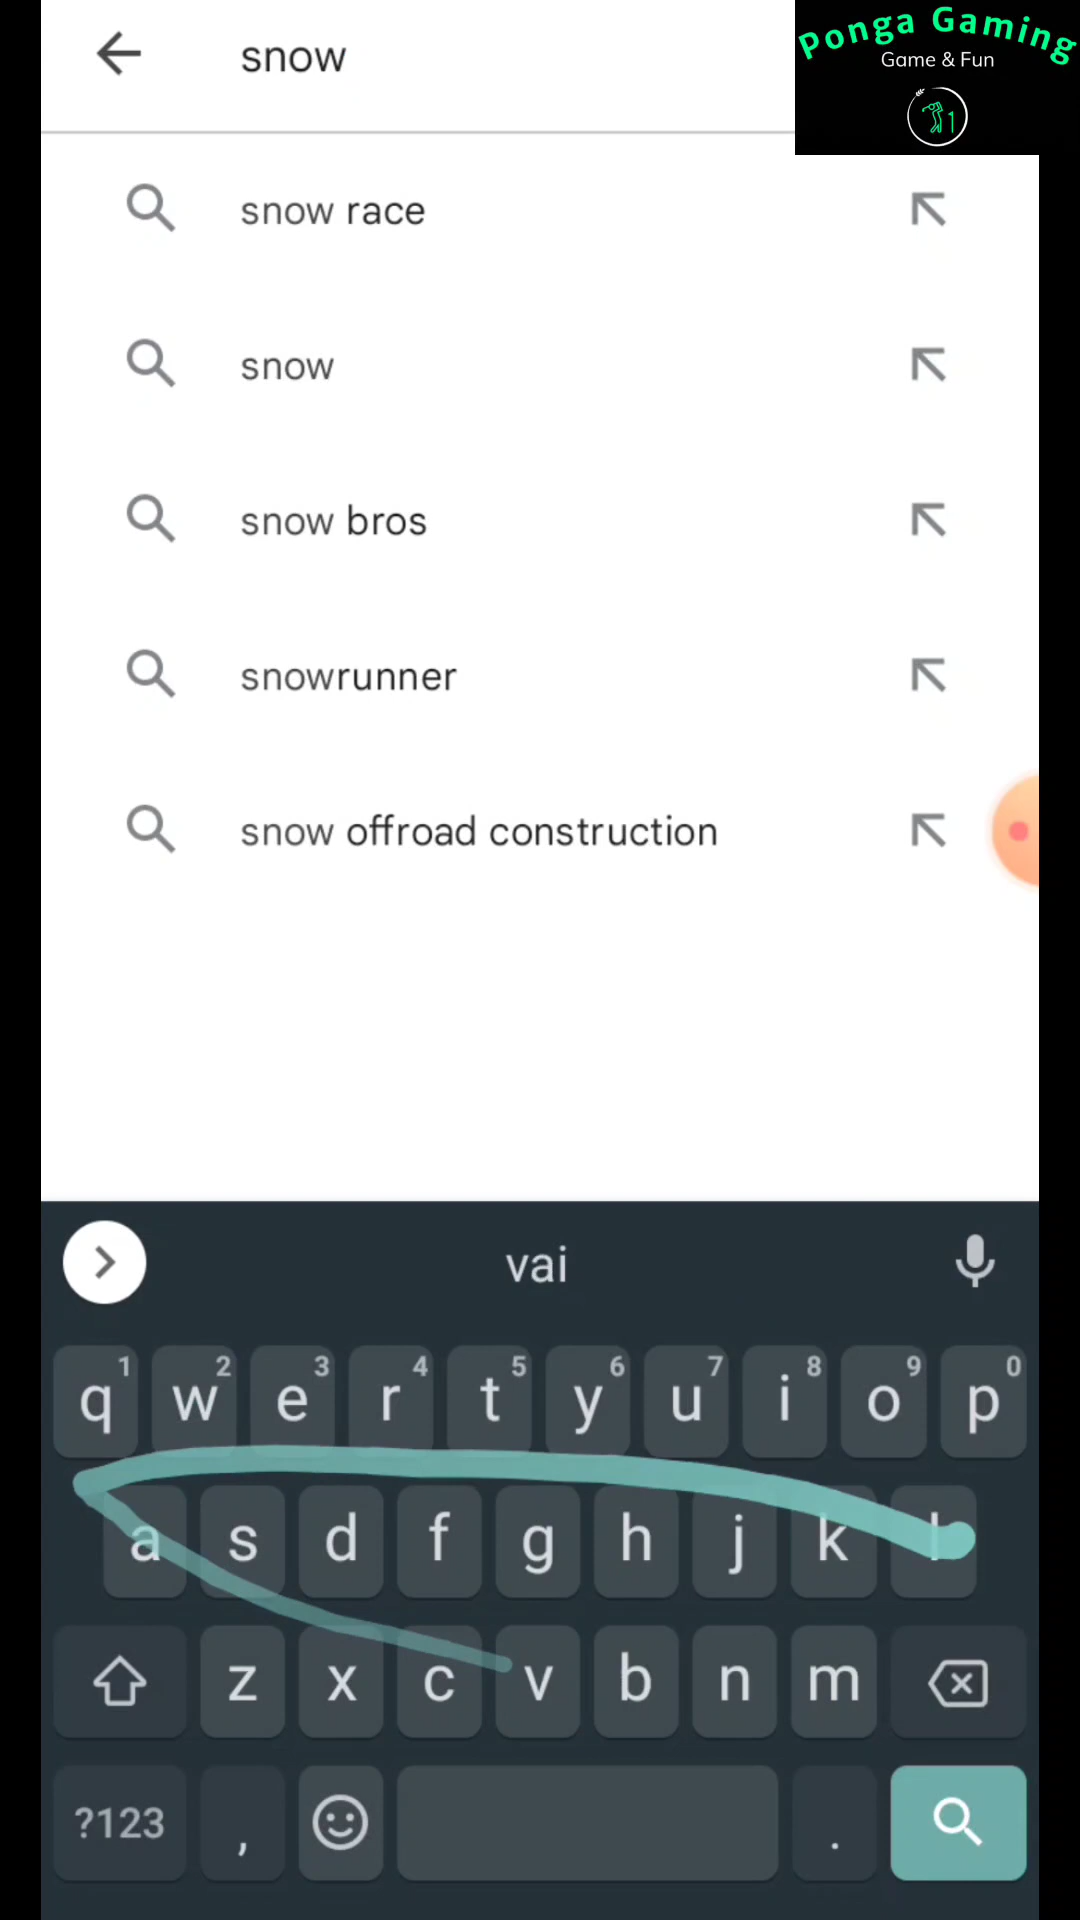 snow
Ponga Gaming
Game & Fun
1
snow race
snow
snow bros
snowrunner
snow offroad construction
vai
1 2 3 4 5 6 7 8 9 0
q w e r t y u i o p
a s d f g h j k l
z x c v b n m
?123 , .